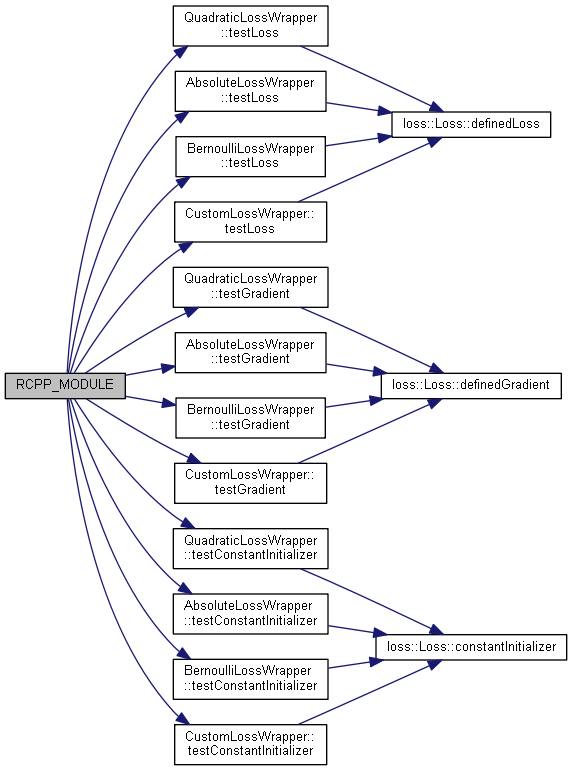 QuadraticLossWrapper
::testLoss
AbsoluteLossWrapper
::testLoss
loss::Loss::definedLoss
BernoulliLossWrapper
::testLoss
CustomLossWrapper::
testLoss
QuadraticLossWrapper
::testGradient
AbsoluteLossWrapper
::testGradient
RCPP_MODULE
loss::Loss::definedGradient
BernoulliLossWrapper
::testGradient
CustomLossWrapper::
testGradient
QuadraticLossWrapper
::testConstantInitializer
AbsoluteLossWrapper
::testConstantInitializer
loss::Loss::constantInitializer
BernoulliLossWrapper
::testConstantInitializer
CustomLossWrapper::
testConstantInitializer